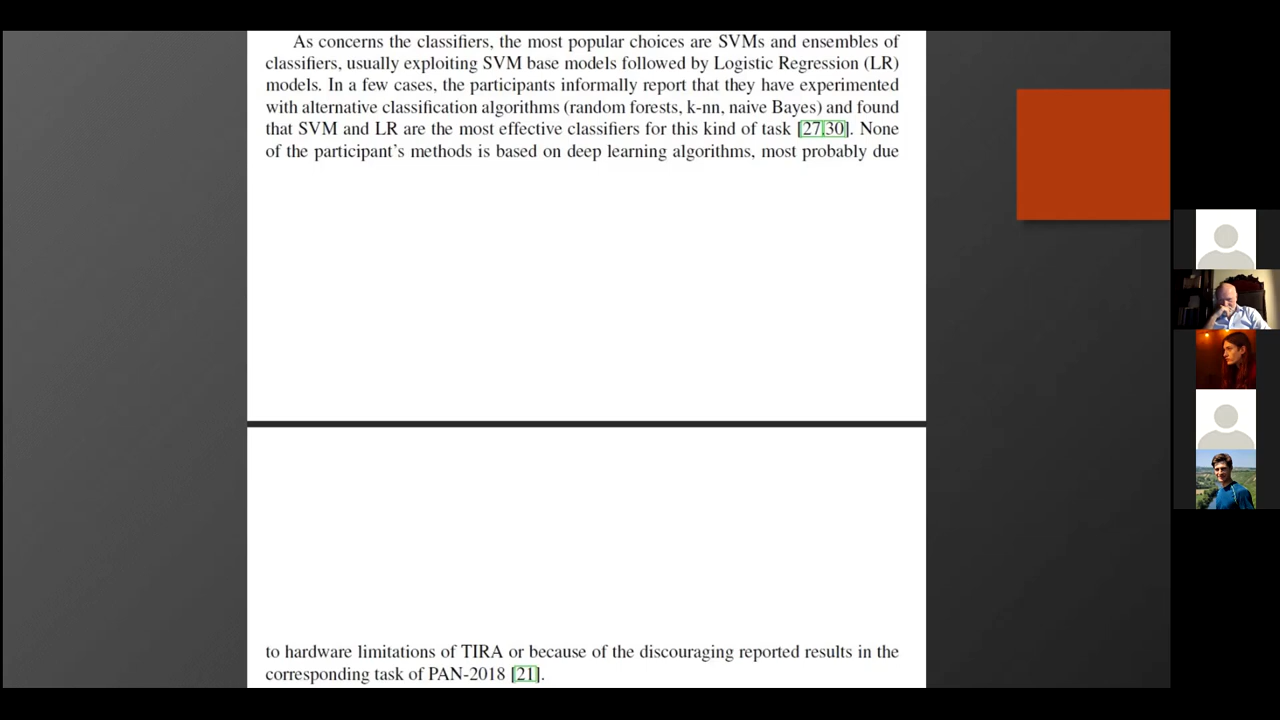 As concerns the classifiers, the most popular choices are SVMs and ensembles of
classifiers, usually exploiting SVM base models followed by Logistic Regression (LR)
models. In a few cases, the participants informally report that they have experimented
with alternative classification algorithms (random forests, k-nn, naive Bayes) and found
that SVM and LR are the most effective classifiers for this kind of task [27,30]. None
of the participant's methods is based on deep learning algorithms, most probably due
to hardware limitations of TIRA or because of the discouraging reported results in the
corresponding task of PAN-2018 [21].